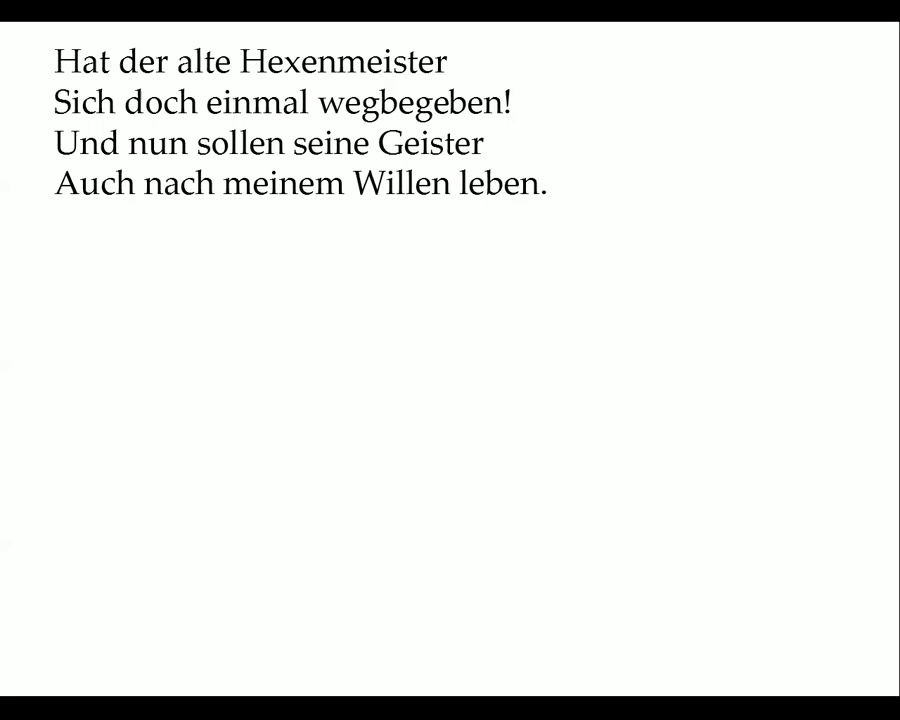 Hat der alte Hexenmeister
Sich doch einmal wegbegeben!
Und nun sollen seine Geister
Auch nach meinem Willen leben.